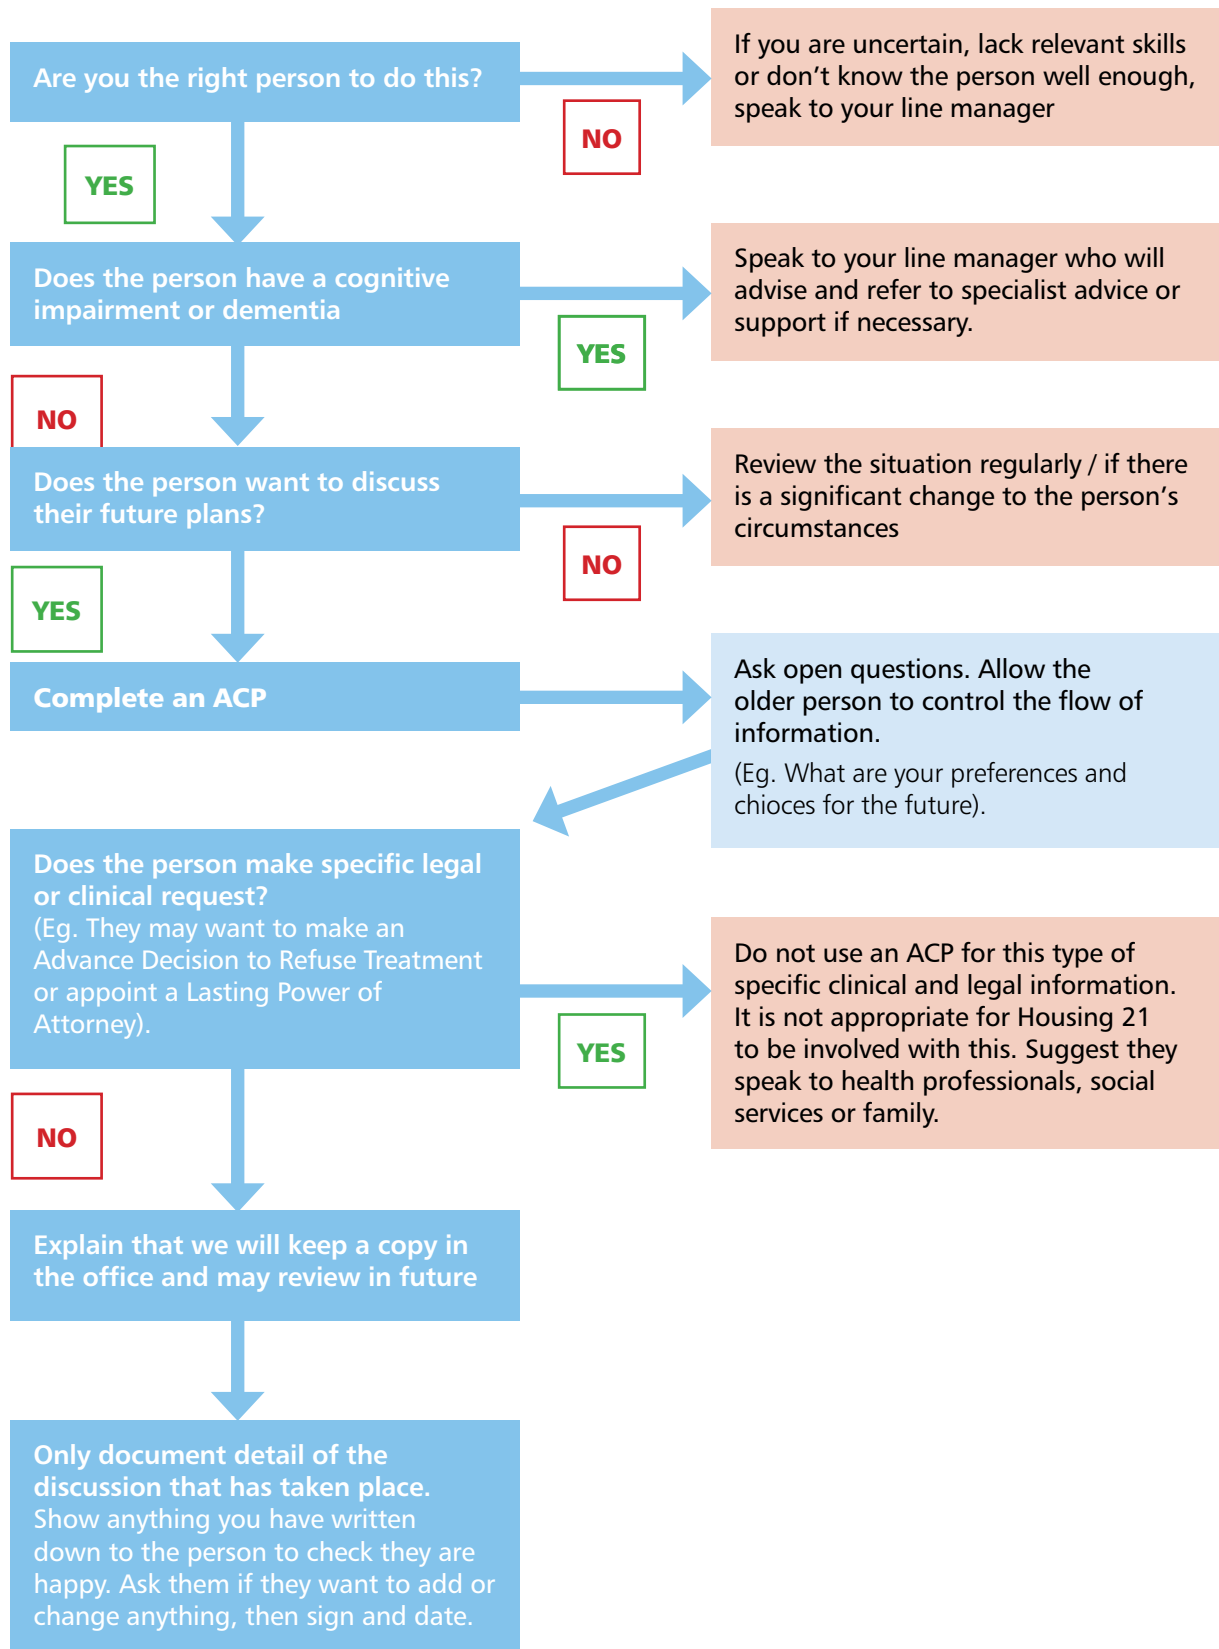 Are you the right person to do this?
If you are uncertain, lack relevant skills
or don't know the person well enough,
speak to your line manager
NO
YES
Does the person have a cognitive
impairment or dementia
Speak to your line manager who will
advise and refer to specialist advice or
support if necessary.
YES
NO
Does the person want to discuss
their future plans?
Review the situation regularly / if there
is a significant change to the person's
circumstances
NO
YES
Complete an ACP
Ask open questions. Allow the
older person to control the flow of
information.
(Eg. What are your preferences and
chioces for the future).
Does the person make specific legal
or clinical request?
(Eg. They may want to make an
Advance Decision to Refuse Treatment
or appoint a Lasting Power of
Attorney).
Do not use an ACP for this type of
specific clinical and legal information.
It is not appropriate for Housing 21
to be involved with this. Suggest they
speak to health professionals, social
services or family.
YES
NO
Explain that we will keep a copy in
the office and may review in future
Only document detail of the
discussion that has taken place.
Show anything you have written
down to the person to check they are
happy. Ask them if they want to add or
change anything, then sign and date.